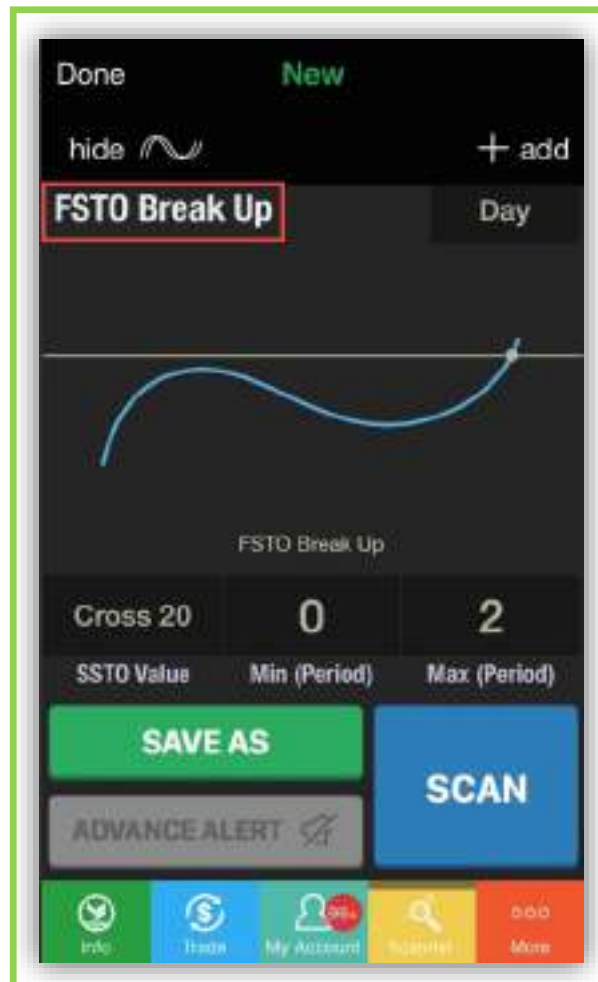 Done New
hide + add
FSTO Break Up Day
FSTO Break Up
Cross 20 0 2
SSTO Value Min (Period) Max (Period)
SAVE AS
SCAN
ADVANCE ALERT
99+
Info Trade My Account Scanner More